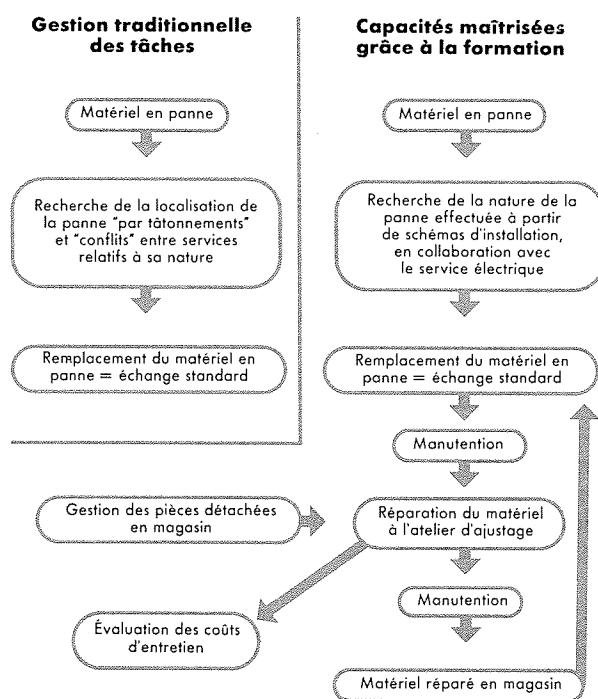 Gestion traditionnelle
des tâches
Matériel en panne
Recherche de la localisation de
la panne "par tâtonnements"
et "conflits" entre services
relatifs à sa nature
Remplacement du matériel en
panne = échange standard
Capacités maîtrisées
grâce à la formation
Matériel en panne
Recherche de la nature de la
panne effectuée à partir
de schémas d'installation,
en collaboration avec
le service électrique
Remplacement du matériel en
panne = échange standard
Manutention
Gestion des pièces détachées
en magasin
Réparation du matériel
à l'atelier d'ajustage
Manutention
Évaluation des coûts
d'entretien
Matériel réparé en magasin